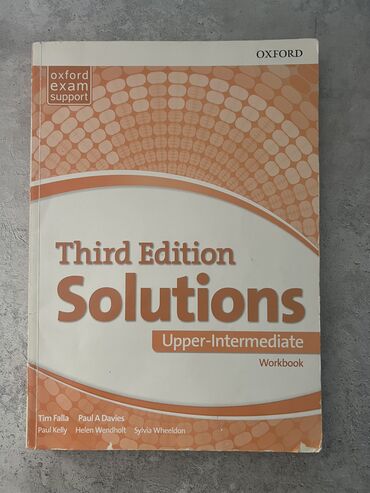 oxford
exam
support
OXFORD
Third Edition
Solutions
Upper-Intermediate
Workbook
Tim Falla Paul A Davies
Paul Kelly Helen Wendholt Sylvia Wheeldon